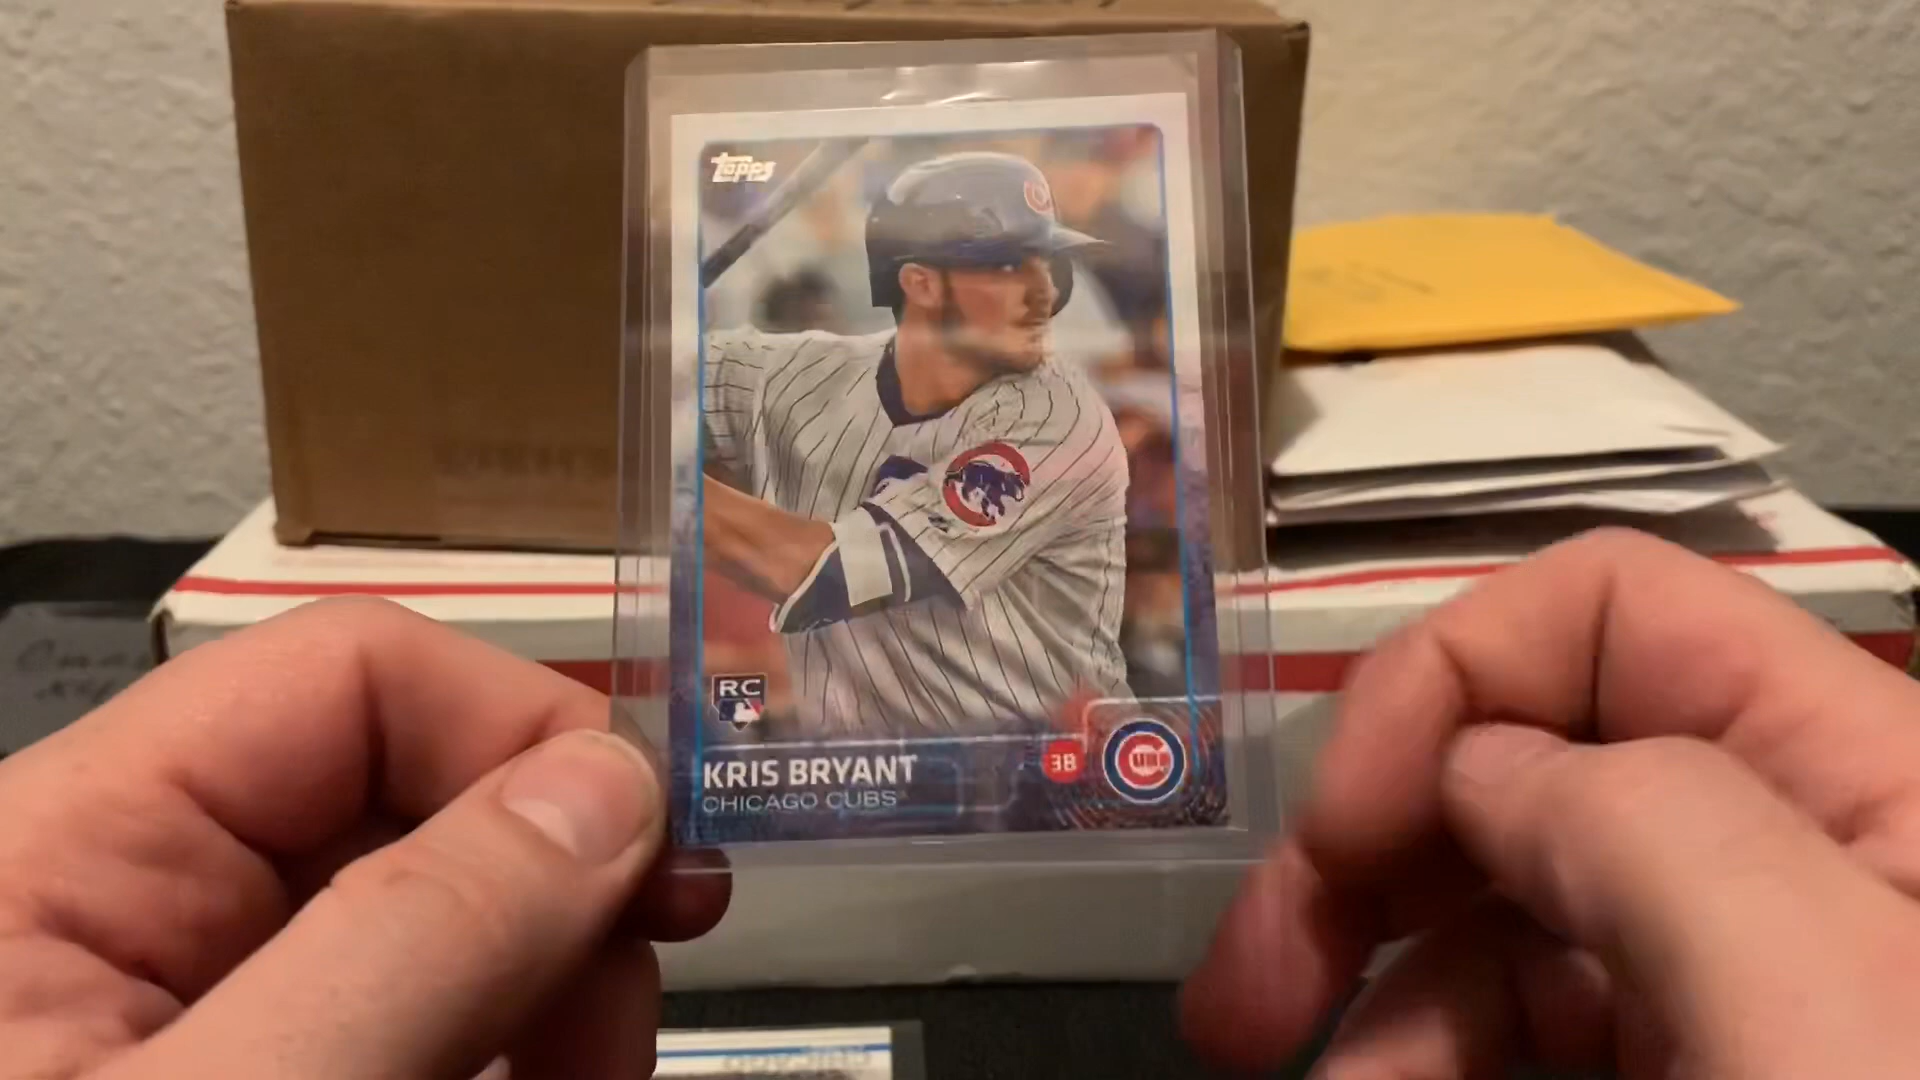 Topps
RC
KRIS BRYANT
3B
CHICAGO CUBS